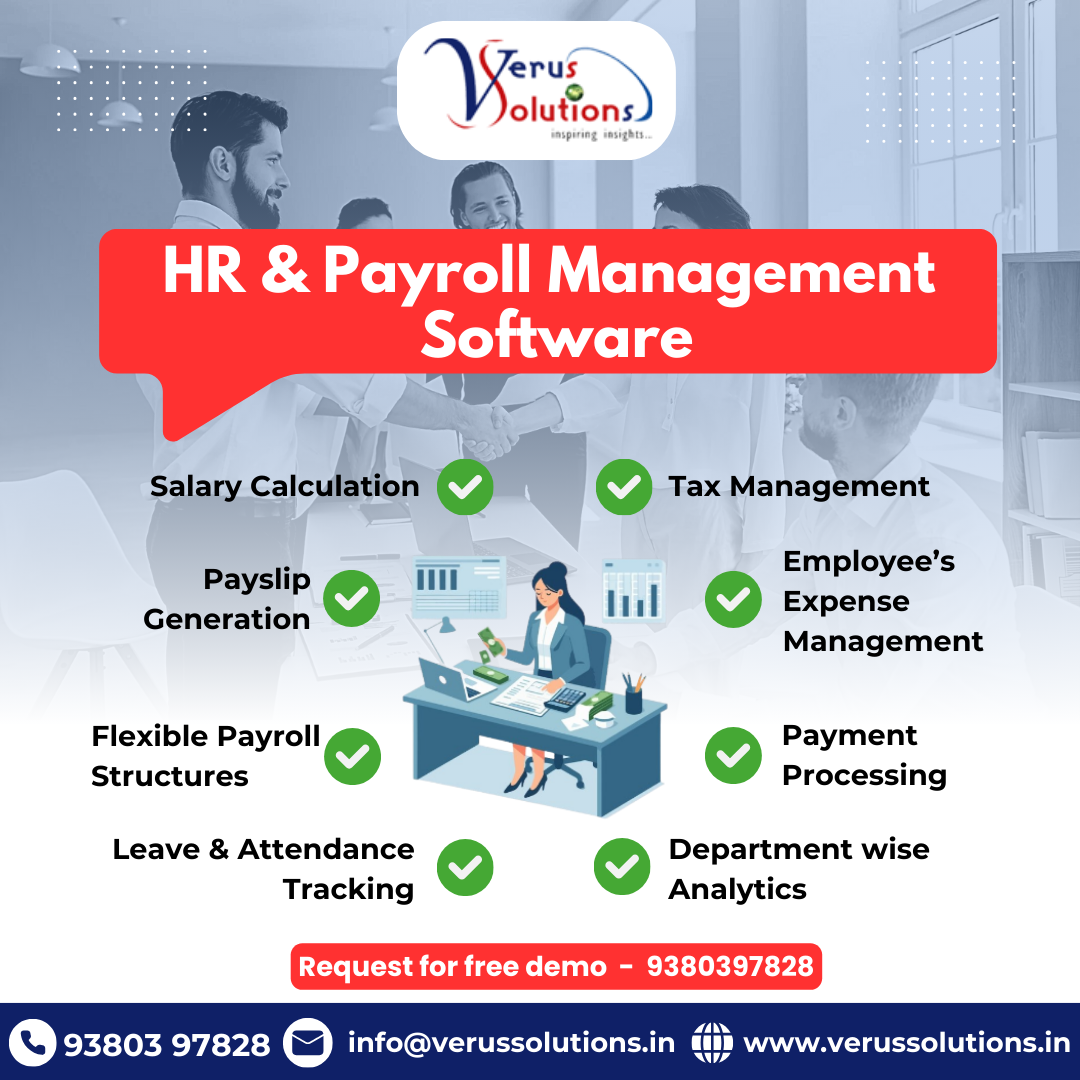 Verus
Solutions
inspiring insights...
HR & Payroll Management
Software
Salary Calculation
Tax Management
Payslip
Generation
Employee’s
Expense
Management
Flexible Payroll
Structures
Payment
Processing
Leave & Attendance
Tracking
Department wise
Analytics
Request for free demo - 9380397828
93803 97828
info@verussolutions.in
www.verussolutions.in